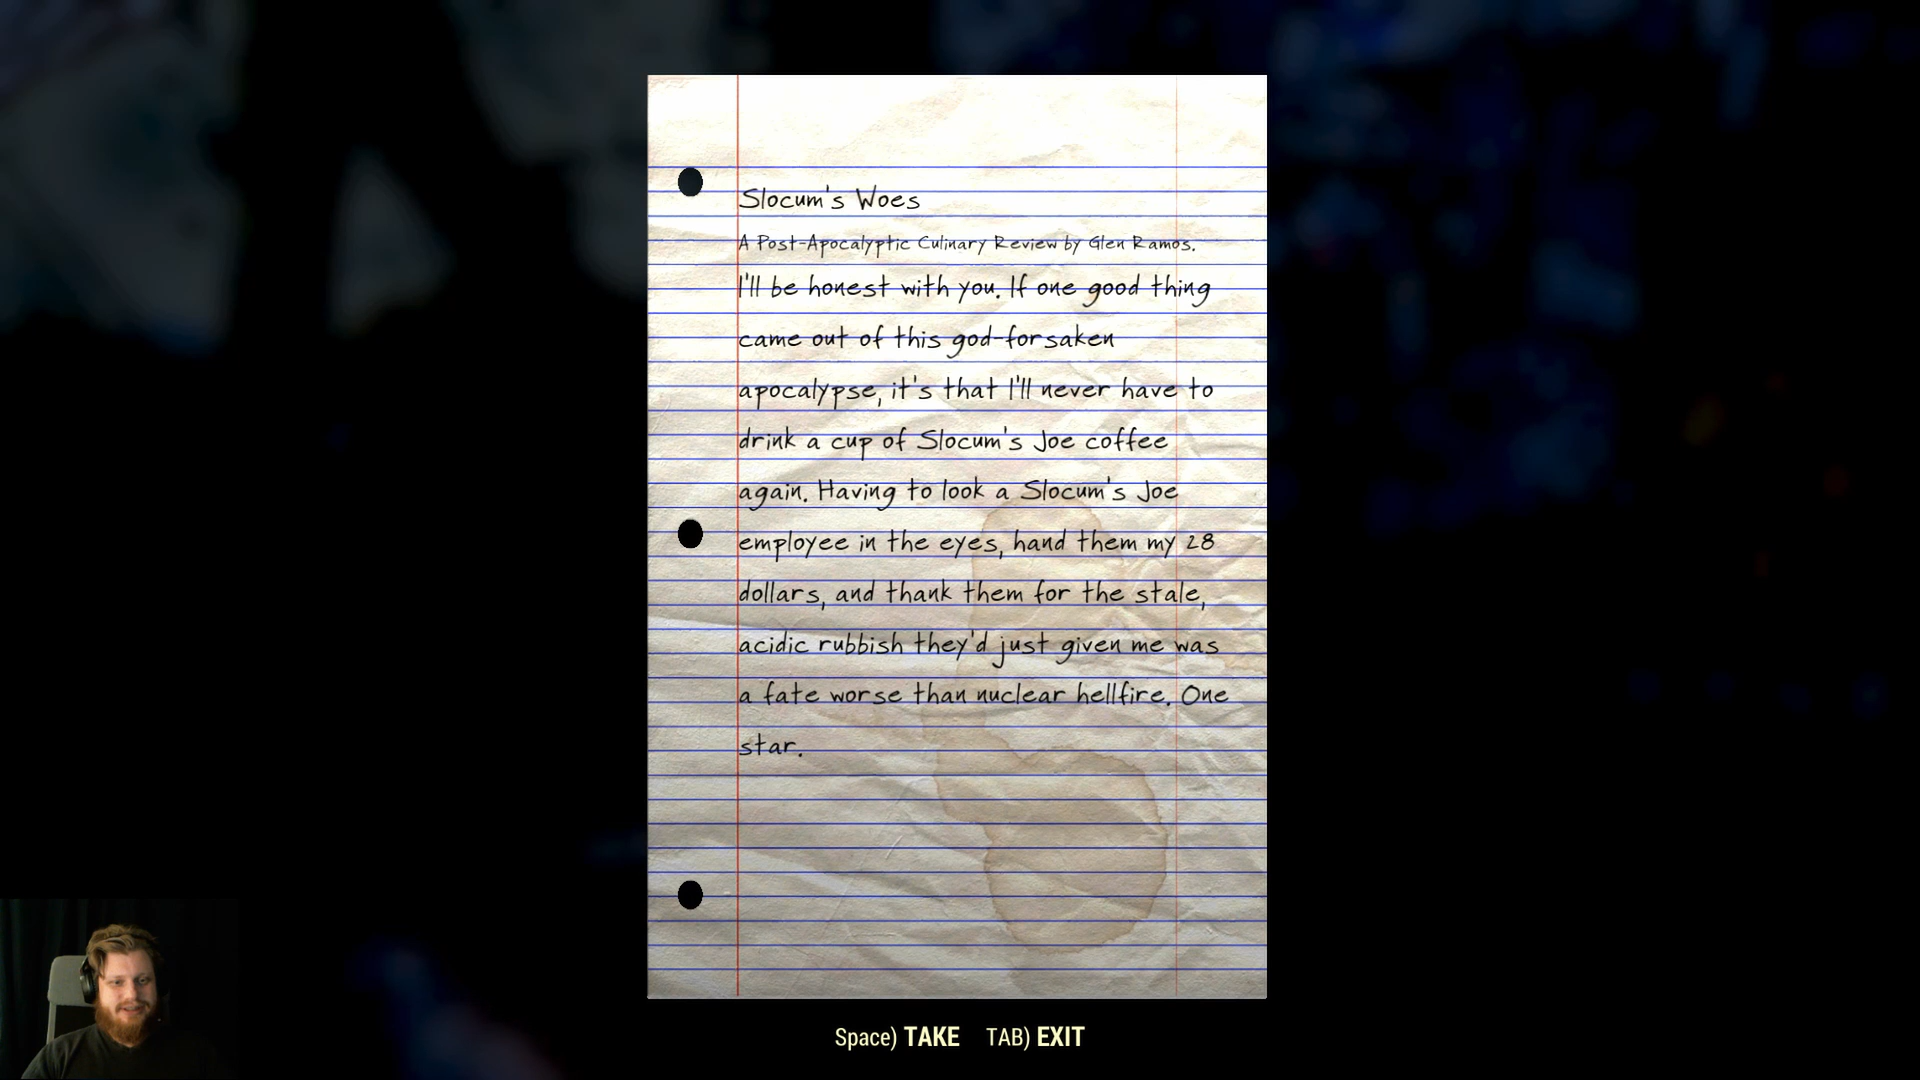 Slocum's Woes
A Post-Apocalyptic Culinary Review by Glen Ramos.
I'll be honest with you. If one good thing
came out of this god-forsaken
apocalypse, it's that I'll never have to
drink a cup of Slocum's Joe coffee
again. Having to look a Slocum's Joe
employee in the eyes, hand them my 28
dollars, and thank them for the stale,
acidic rubbish they'd just given me was
a fate worse than nuclear hellfire. One
star.
Space) TAKE TAB) EXIT